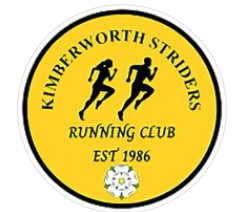 KIMBERWORTH STRIDERS
RUNNING CLUB
EST 1986